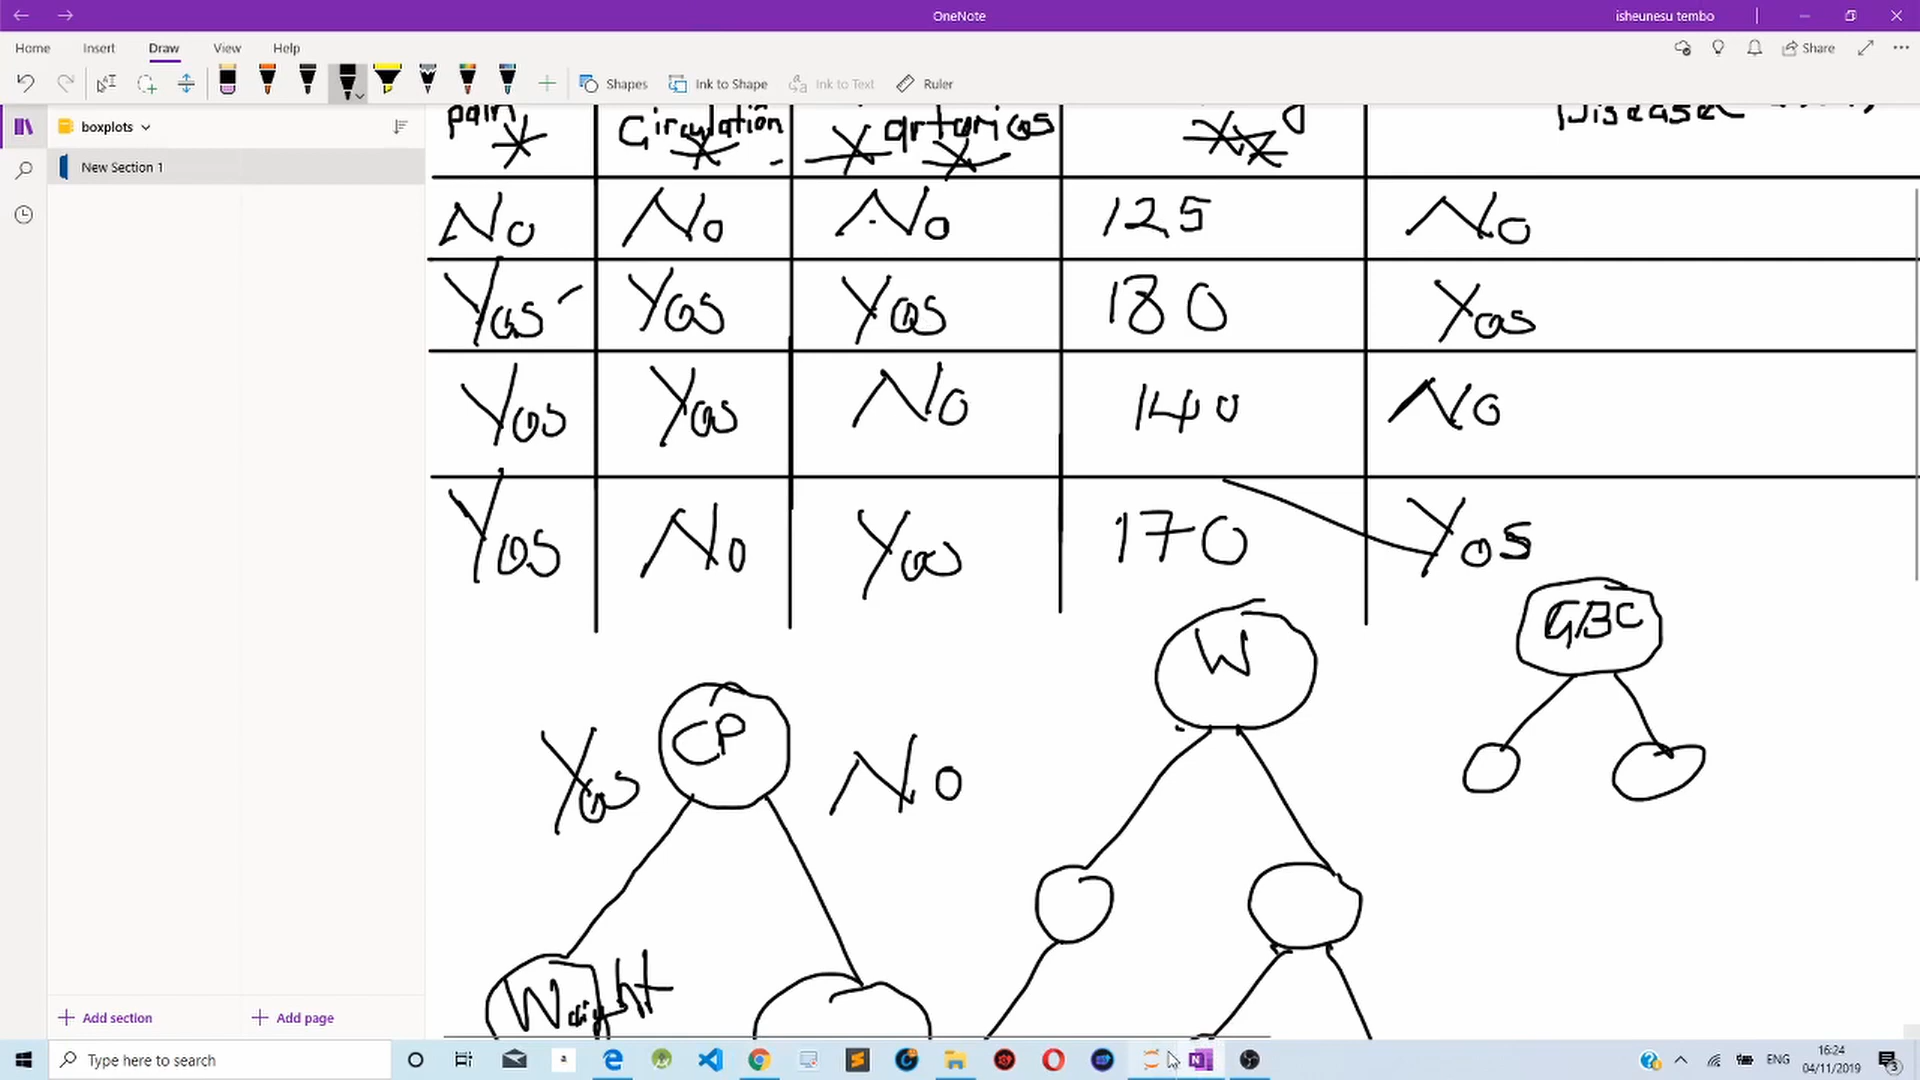 OneNote
isheunesu tembo
Home Insert Draw View Help
Share
Shapes Ink to Shape Ink to Text Ruler
boxplots
New Section 1
pain Circulation arteries Disease
No No No 125 No
Yes Yes Yes 180 Yes
Yes Yes No 140 No
Yes No Yes 170 Yes
GBC
W
CP
Yes No
Weight
Add section Add page
Type here to search
ENG
16:24
04/11/2019
3